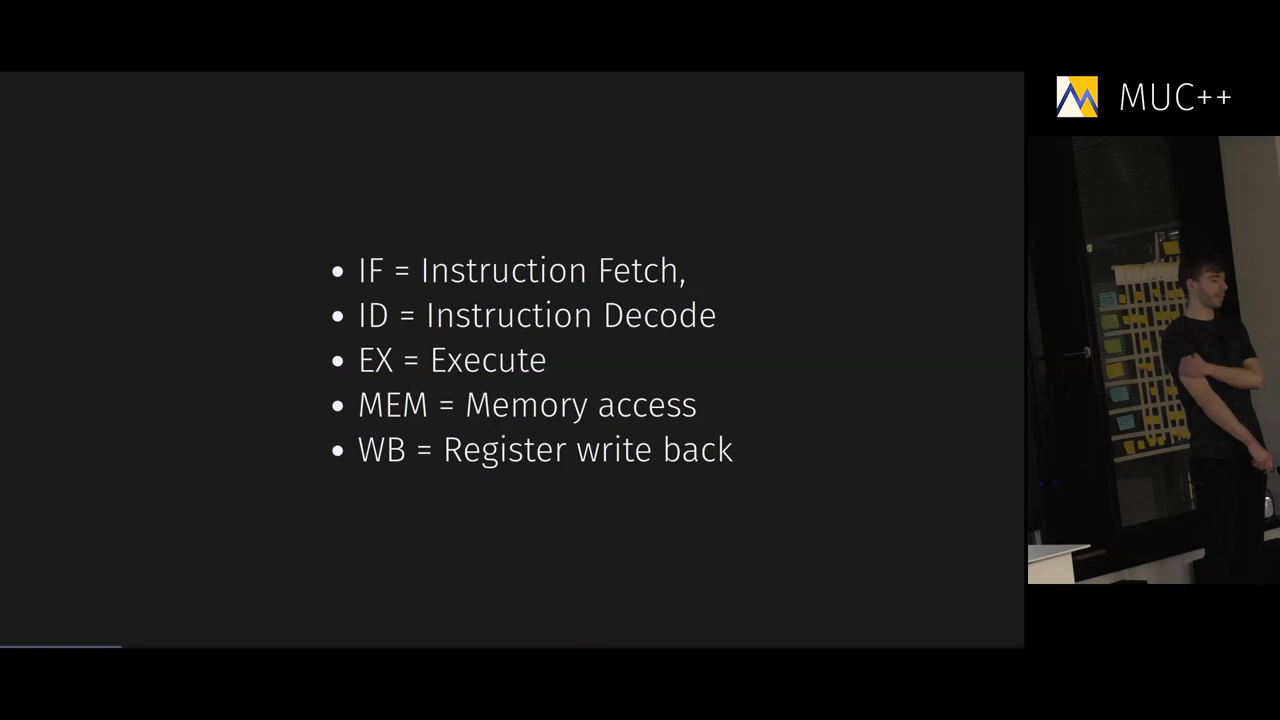 MUC++
• IF = Instruction Fetch,
• ID = Instruction Decode
• EX = Execute
• MEM = Memory access
• WB = Register write back